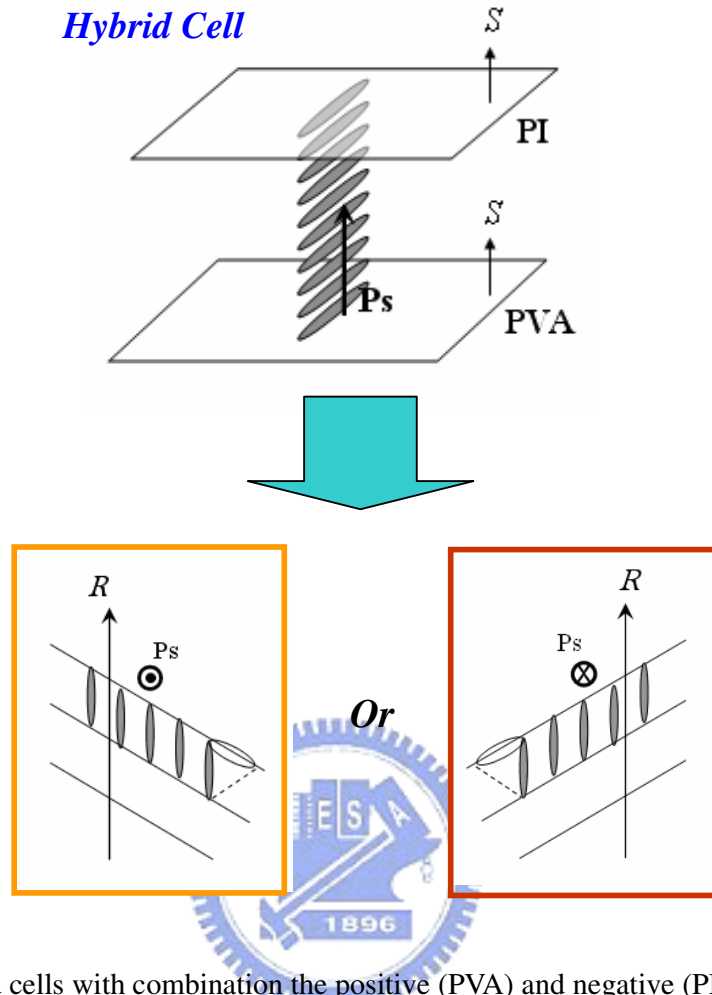 Hybrid Cell
S
PI
S
Ps
PVA
R
Ps
R
Ps
Or
E S A
1896
cells with combination the positive (PVA) and negative (P